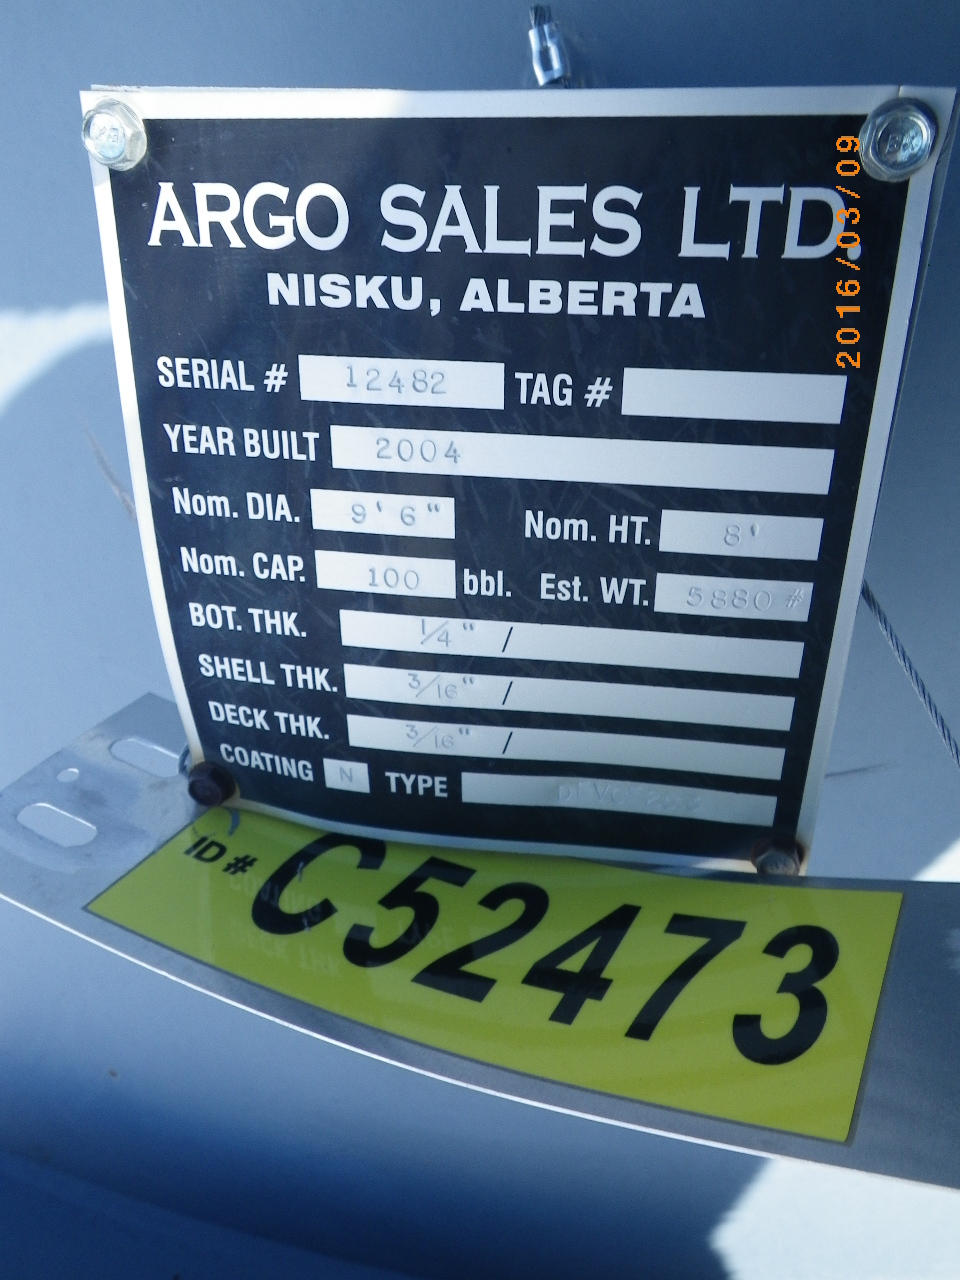 ARGO SALES LTD.
NISKU, ALBERTA
SERIAL # 12482 TAG #
YEAR BUILT 2004
Nom. DIA. 9' 6" Nom. HT. 8'
Nom. CAP. 100 bbl. Est. WT. 5880 #
BOT. THK. 1/4" /
SHELL THK. 3/16" /
DECK THK. 3/16" /
COATING N TYPE
ID # C52473
2016/03/09